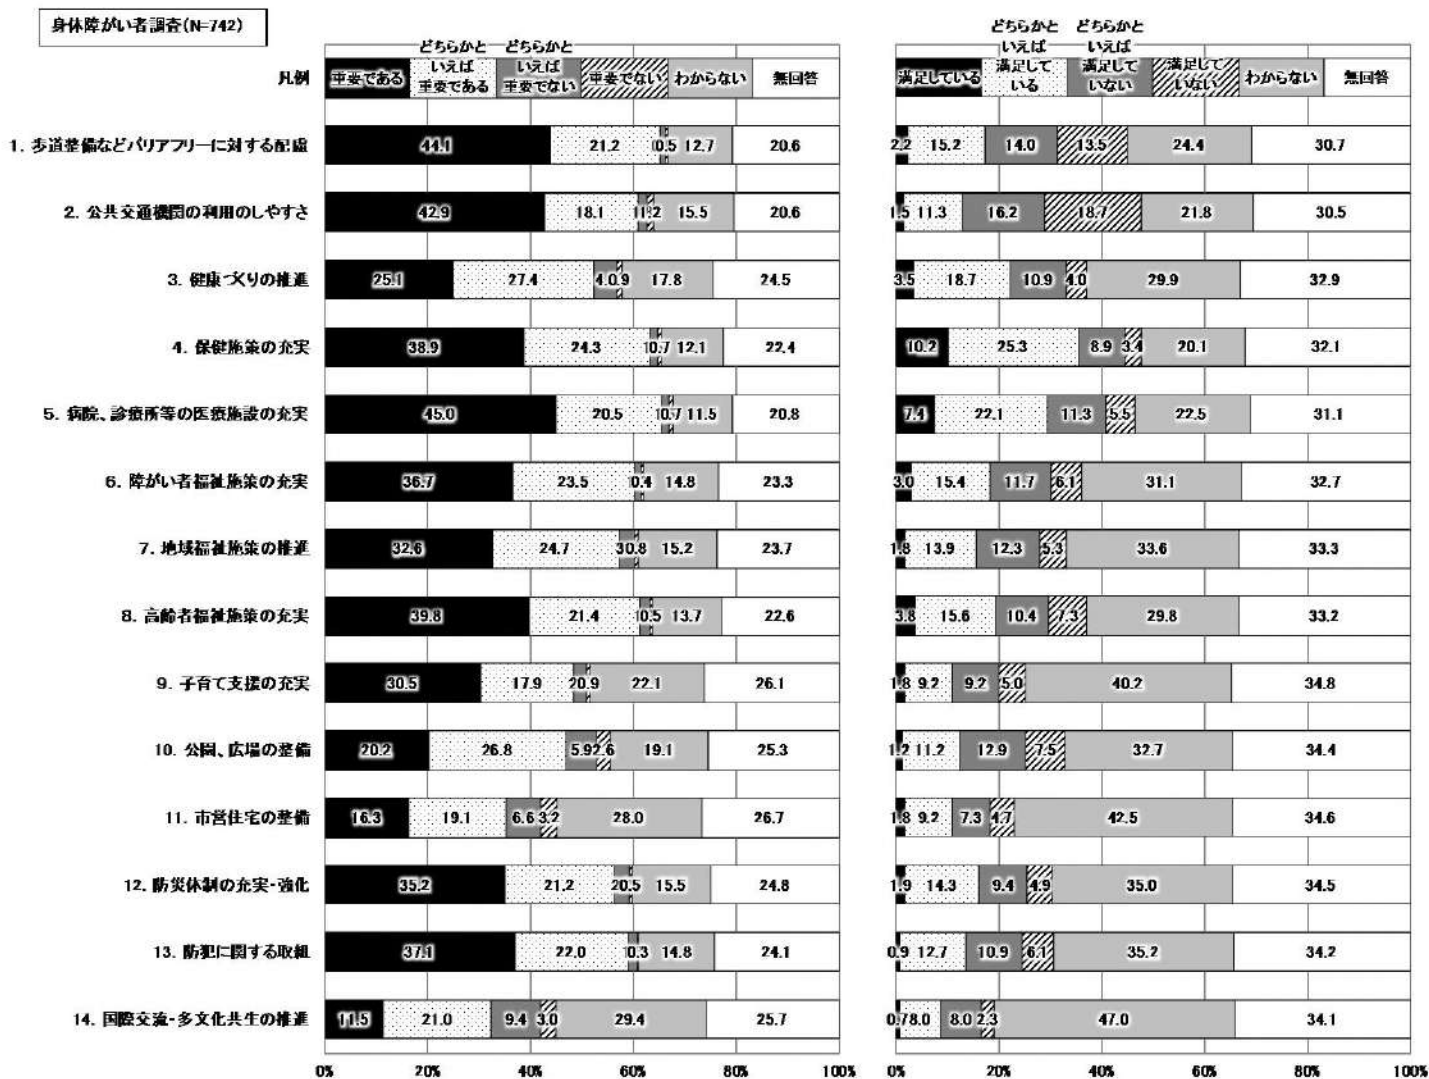 身体障がい者調査(N=742)
凡例
重要である
どちらかと
いえば
重要である
どちらかと
いえば
重要でない
重要でない
わからない
無回答
満足している
どちらかと
いえば
満足して
いる
どちらかと
いえば
満足して
いない
満足して
いない
わからない
無回答
1. 歩道整備などバリアフリーに対する配慮
44.1 21.2 0.5 12.7 20.6
2.2 15.2 14.0 13.5 24.4 30.7
2. 公共交通機関の利用のしやすさ
42.9 18.1 15.5 20.6
1.5 11.3 16.2 18.7 21.8 30.5
3. 健康づくりの推進
25.1 27.4 4.0 0.9 17.8 24.5
3.5 18.7 10.9 4.0 29.9 32.9
4. 保健施策の充実
38.9 24.3 0.7 12.1 22.4
10.2 25.3 8.9 3.4 20.1 32.1
5. 病院、診療所等の医療施設の充実
45.0 20.5 0.7 11.5 20.8
7.4 22.1 11.3 5.5 22.5 31.1
6. 障がい者福祉施策の充実
36.7 23.5 0.4 14.8 23.3
3.0 15.4 11.7 6.1 31.1 32.7
7. 地域福祉施策の推進
32.6 24.7 0.8 15.2 23.7
1.8 13.9 12.3 5.3 33.6 33.3
8. 高齢者福祉施策の充実
39.8 21.4 0.5 13.7 22.6
3.8 15.6 10.4 7.3 29.8 33.2
9. 子育て支援の充実
30.5 17.9 0.9 22.1 26.1
1.8 9.2 9.2 5.0 40.2 34.8
10. 公園、広場の整備
20.2 26.8 5.9 2.6 19.1 25.3
1.2 11.2 12.9 7.5 32.7 34.4
11. 市営住宅の整備
16.3 19.1 6.6 3.2 28.0 26.7
1.8 9.2 7.3 4.7 42.5 34.6
12. 防災体制の充実・強化
35.2 21.2 0.5 15.5 24.8
1.9 14.3 9.4 4.9 35.0 34.5
13. 防犯に関する取組
37.1 22.0 0.3 14.8 24.1
0.9 12.7 10.9 6.1 35.2 34.2
14. 国際交流・多文化共生の推進
11.5 21.0 9.4 3.0 29.4 25.7
0.7 8.0 8.0 2.3 47.0 34.1
0% 20% 40% 60% 80% 100%
0% 20% 40% 60% 80% 100%